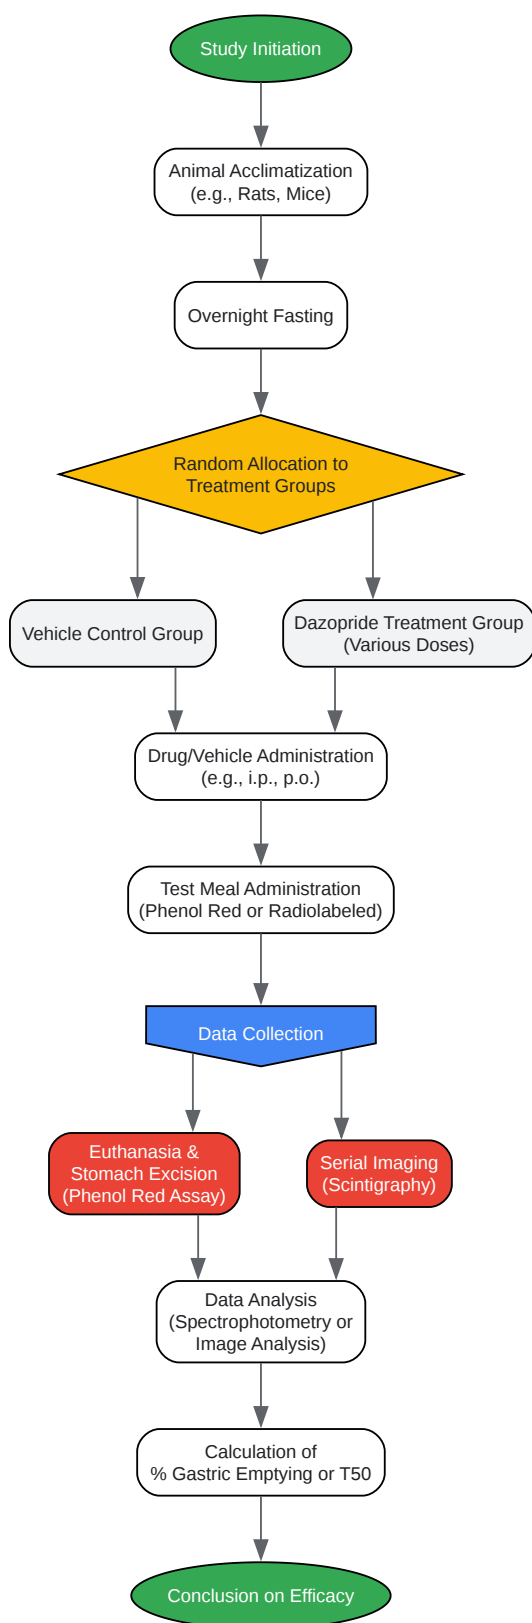 Study Initiation
Animal Acclimatization
(e.g., Rats, Mice)
Overnight Fasting
Random Allocation to
Treatment Groups
Vehicle Control Group
Dazopride Treatment Group
(Various Doses)
Drug/Vehicle Administration
(e.g., i.p., p.o.)
Test Meal Administration
(Phenol Red or Radiolabeled)
Data Collection
Euthanasia &
Stomach Excision
(Phenol Red Assay)
Serial Imaging
(Scintigraphy)
Data Analysis
(Spectrophotometry or
Image Analysis)
Calculation of
% Gastric Emptying or T50
Conclusion on Efficacy